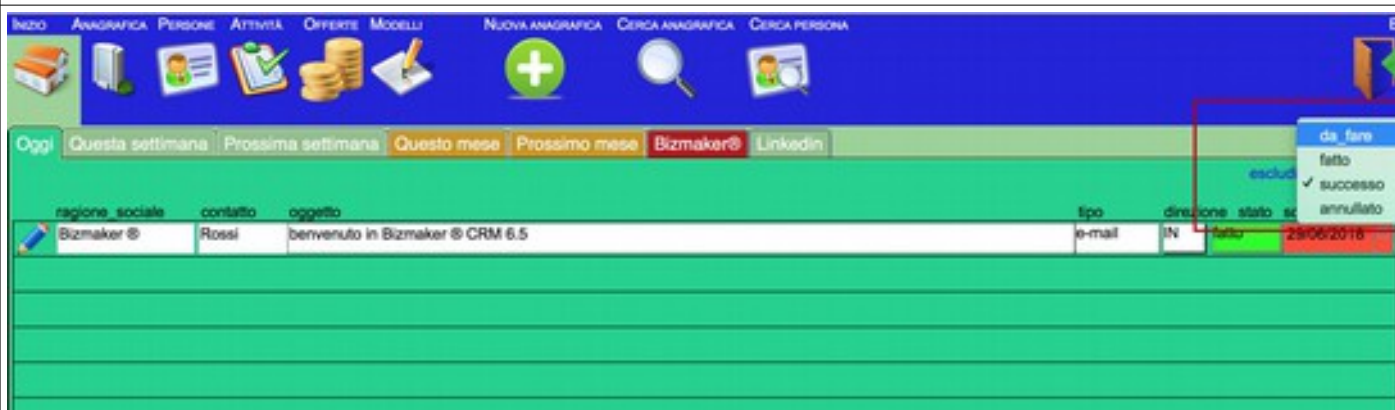 INIZIO ANAGRAFICA PERSONE ATTIVITÀ OFFERTE MODELLI NUOVA ANAGRAFICA CERCA ANAGRAFICA CERCA PERSONA
Oggi Questa settimana Prossima settimana Questo mese Prossimo mese Bizmaker® LinkedIn
da_fare
fatto
✓ successo
annullato
ragione_sociale contatto oggetto tipo direzione stato
Bizmaker ® Rossi benvenuto in Bizmaker ® CRM 6.5 e-mail IN fatto 29/06/2018